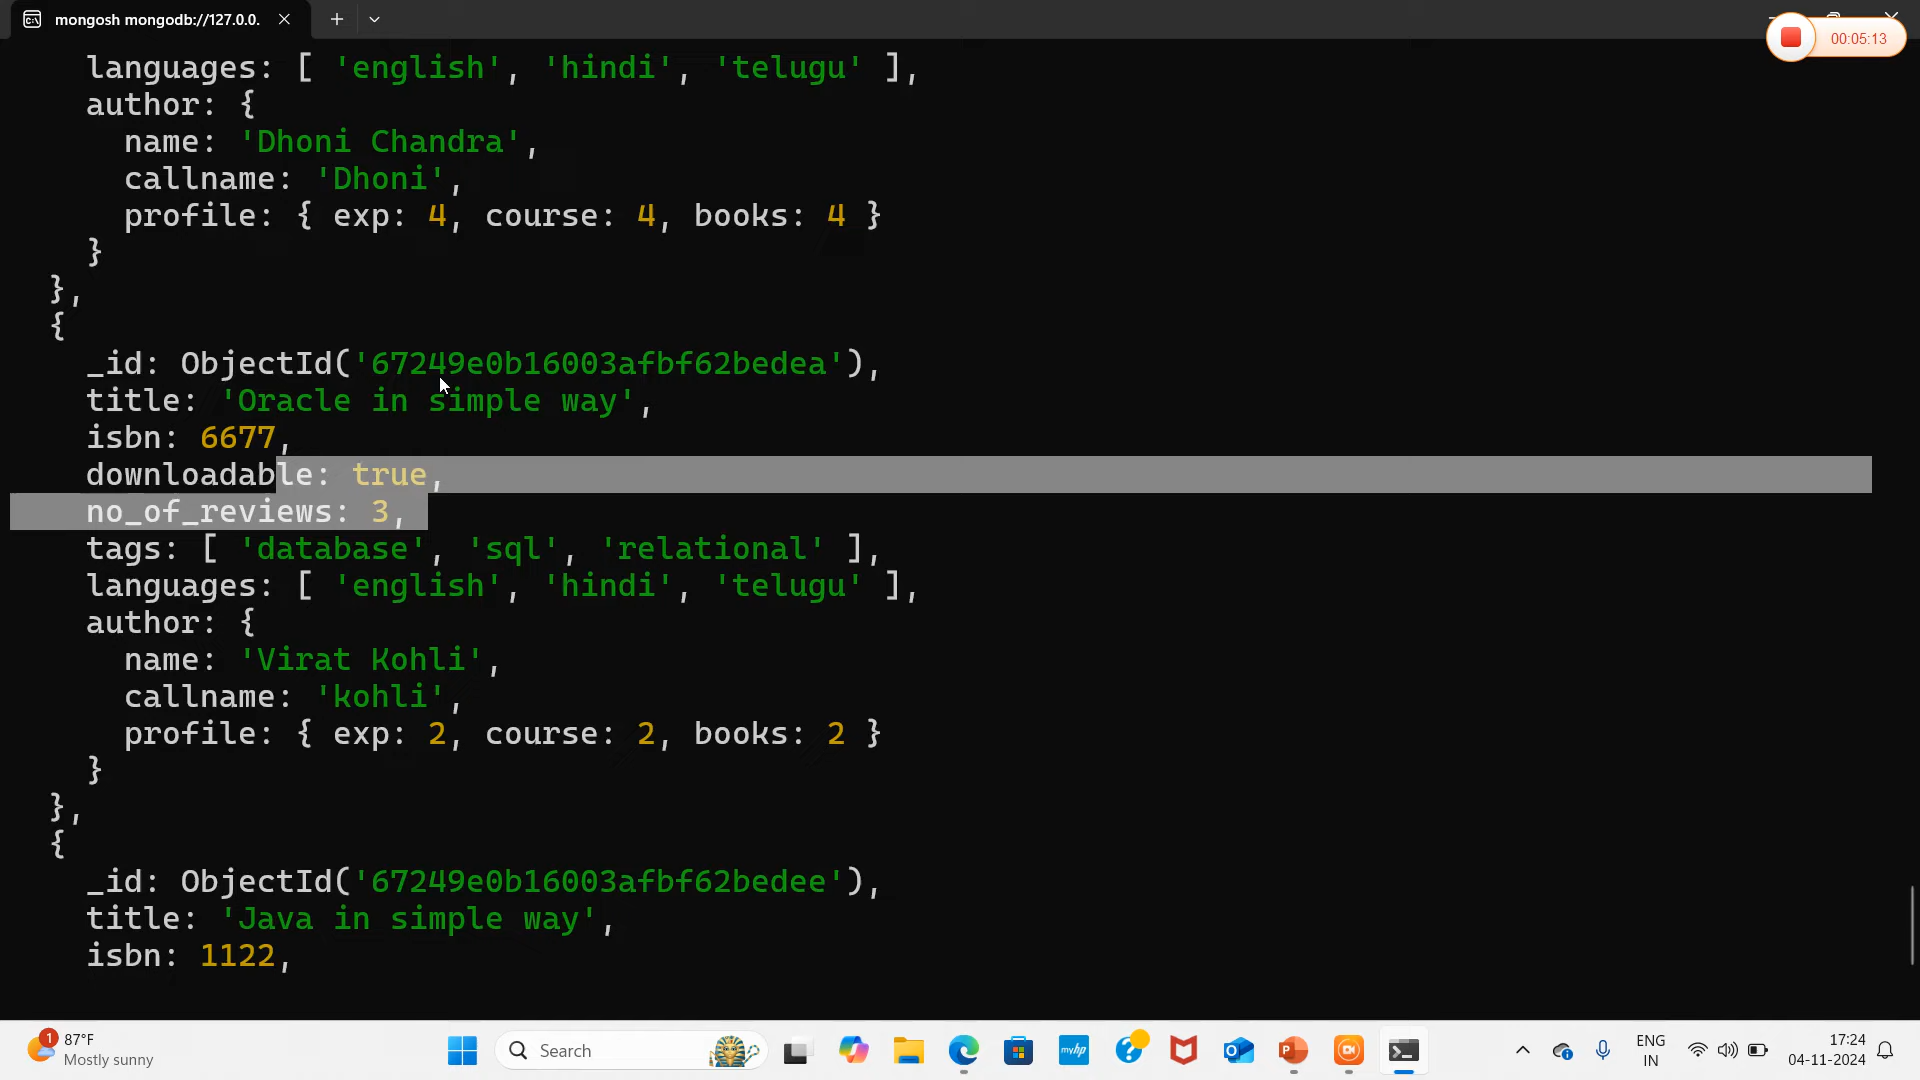 mongosh mongodb://127.0.0.
00:05:13
languages: [ 'english', 'hindi', 'telugu' ],
author: {
name: 'Dhoni Chandra',
callname: 'Dhoni',
profile: { exp: 4, course: 4, books: 4 }
}
},
{
_id: ObjectId('67249e0b16003afbf62bedea'),
title: 'Oracle in simple way',
isbn: 6677,
downloadable: true,
no_of_reviews: 3,
tags: [ 'database', 'sql', 'relational' ],
languages: [ 'english', 'hindi', 'telugu' ],
author: {
name: 'Virat Kohli',
callname: 'kohli',
profile: { exp: 2, course: 2, books: 2 }
}
},
{
_id: ObjectId('67249e0b16003afbf62bedee'),
title: 'Java in simple way',
isbn: 1122,
1
87°F
Mostly sunny
Search
myhp
ENG
IN
17:24
04-11-2024